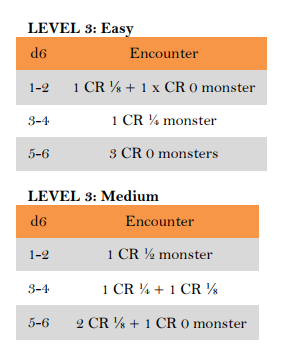 LEVEL 3: Easy
d6 Encounter
1-2 1 CR ⅛ + 1 x CR 0 monster
3-4 1 CR ¼ monster
5-6 3 CR 0 monsters
LEVEL 3: Medium
d6 Encounter
1-2 1 CR ½ monster
3-4 1 CR ¼ + 1 CR ⅛
5-6 2 CR ⅛ + 1 CR 0 monster